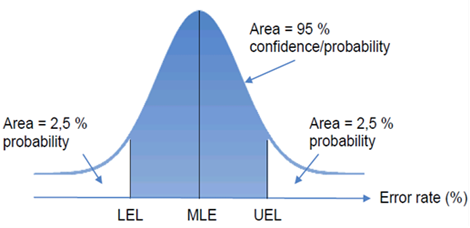 Area = 95 %
confidence/probability
Area = 2,5 %
probability
Area = 2,5 %
probability
Error rate (%)
LEL MLE UEL